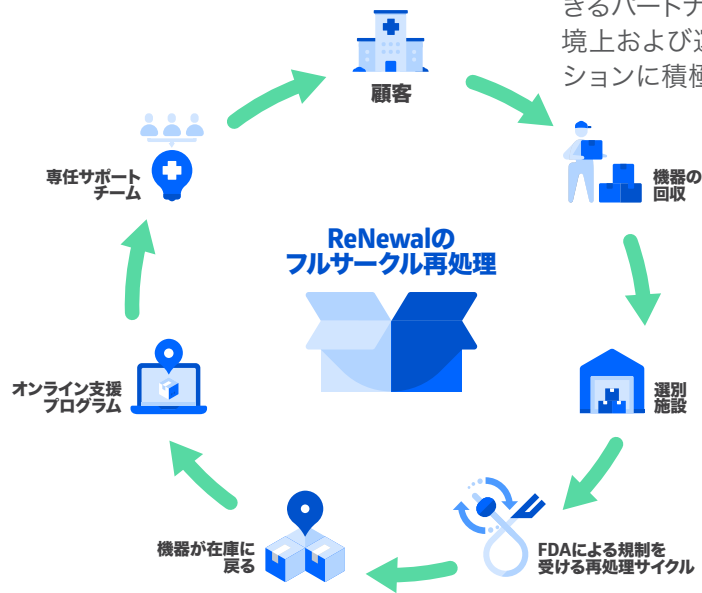 きるパートナ
境上および
ションに積極
顧客
機器の
回収
選別
施設
FDAによる規制を
受ける再処理サイクル
機器が在庫に
戻る
オンライン支援
プログラム
専任サポート
チーム
ReNewalの
フルサークル再処理